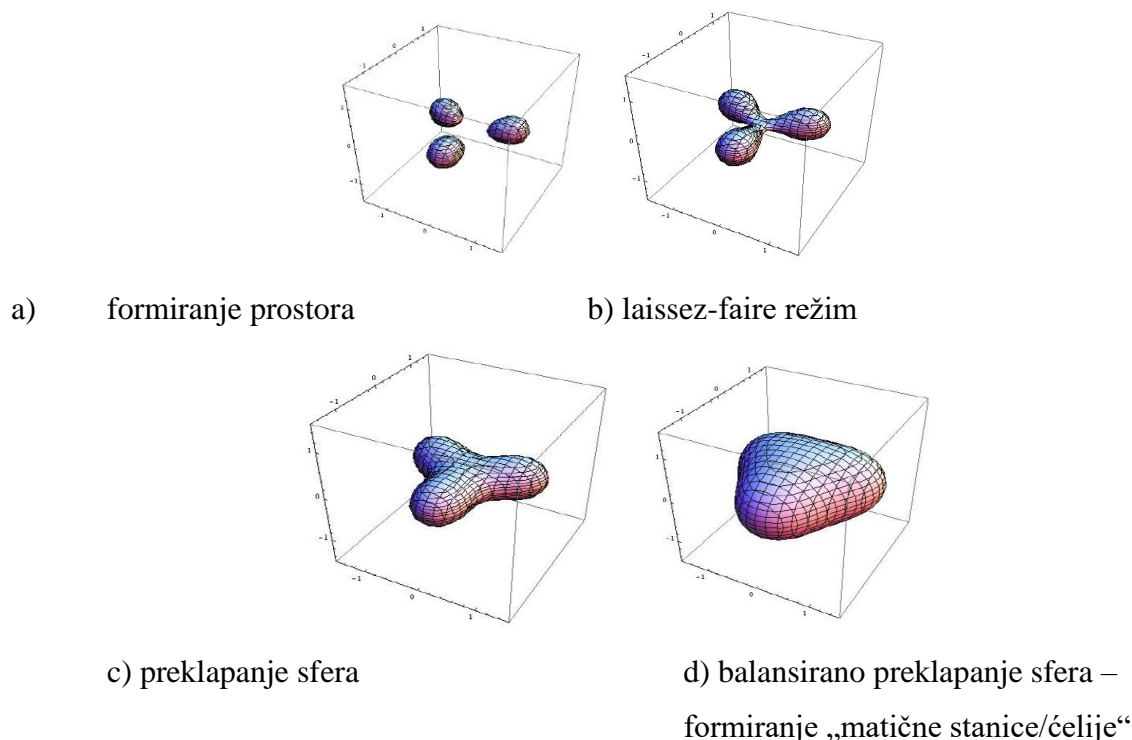 a) formiranje prostora b) laissez-faire režim
c) preklapanje sfera d) balansirano preklapanje sfera –
formiranje „matične stanice/ćelije“